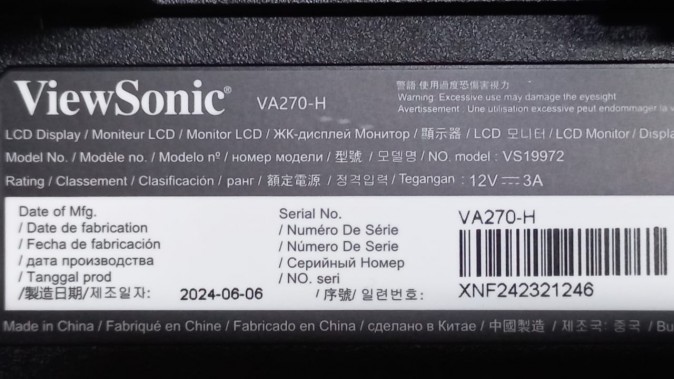 ViewSonic® VA270-H
警語:使用過度恐傷害視力
Warning: Excessive use may damage the eyesight
Avertissement : Une utilisation excessive peut endommager la
LCD Display / Moniteur LCD / Monitor LCD / ЖК-дисплей Монитор / 顯示器 / LCD 모니터 / LCD Monitor /
Model No. / Modèle no. / Modelo nº / номер модели / 型號 / 모델명 / NO. model : VS19972
Rating / Classement / Clasificación / ранг / 額定電源 / 정격입력 / Tegangan : 12V ⎓ 3A
Date of Mfg.
/ Date de fabrication
/ Fecha de fabricación
/ дата производства
/ Tanggal prod
/製造日期/제조일자: 2024-06-06
Serial No.
/ Numéro De Série
/ Número De Serie
/ Серийный Номер
/ NO. seri
/ 序號/ 일련번호:
VA270-H
XNF242321246
Made in China / Fabriqué en Chine / Fabricado en China / сделано в Китае / 中國製造 / 제조국: 중국 /